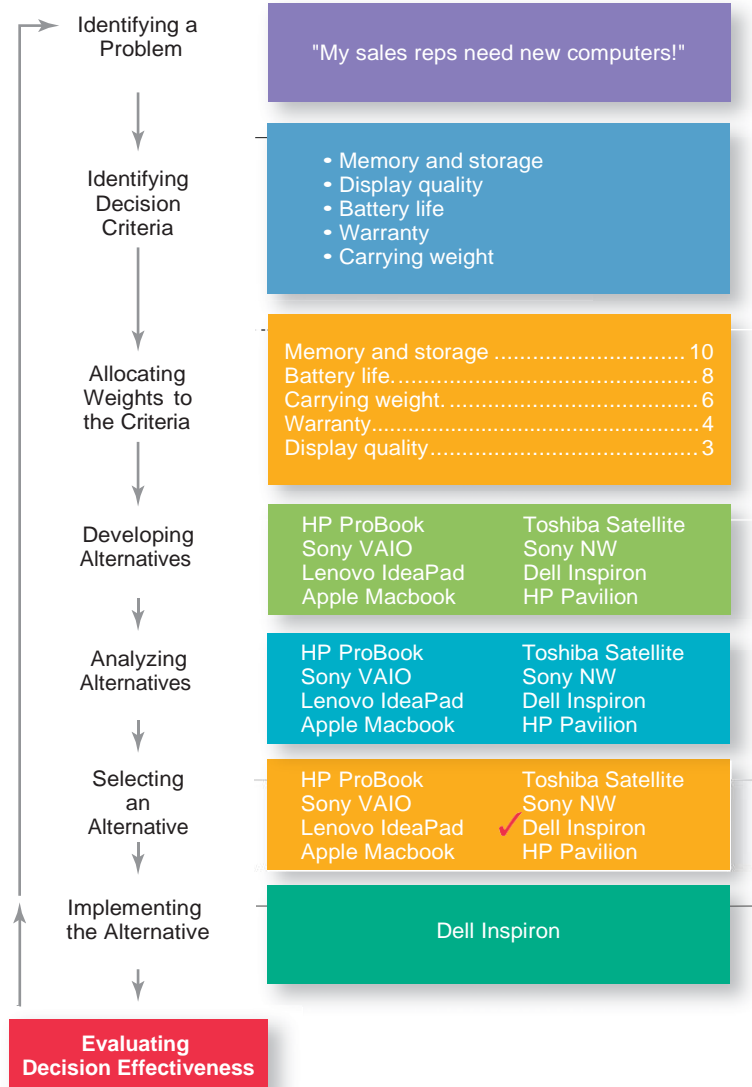 Identifying a
Problem
"My sales reps need new computers!"
Identifying
Decision
Criteria
• Memory and storage
• Display quality
• Battery life
• Warranty
• Carrying weight
Allocating
Weights to
the Criteria
Memory and storage ................................ 10
Battery life. ................................................ 8
Carrying weight. ........................................ 6
Warranty.................................................... 4
Display quality........................................... 3
Developing
Alternatives
HP ProBook Toshiba Satellite
Sony VAIO Sony NW
Lenovo IdeaPad Dell Inspiron
Apple Macbook HP Pavilion
Analyzing
Alternatives
HP ProBook Toshiba Satellite
Sony VAIO Sony NW
Lenovo IdeaPad Dell Inspiron
Apple Macbook HP Pavilion
Selecting
an
Alternative
HP ProBook Toshiba Satellite
Sony VAIO Sony NW
Lenovo IdeaPad ✓Dell Inspiron
Apple Macbook HP Pavilion
Implementing
the Alternative
Dell Inspiron
Evaluating
Decision Effectiveness